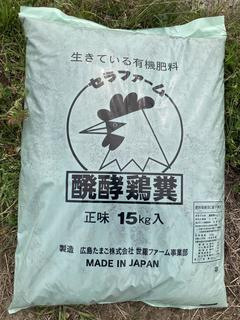 生きている有機肥料
セラファーム
醗酵鶏糞
正味 15kg入
製造 広島たまご株式会社 世羅ファーム事業部
MADE IN JAPAN